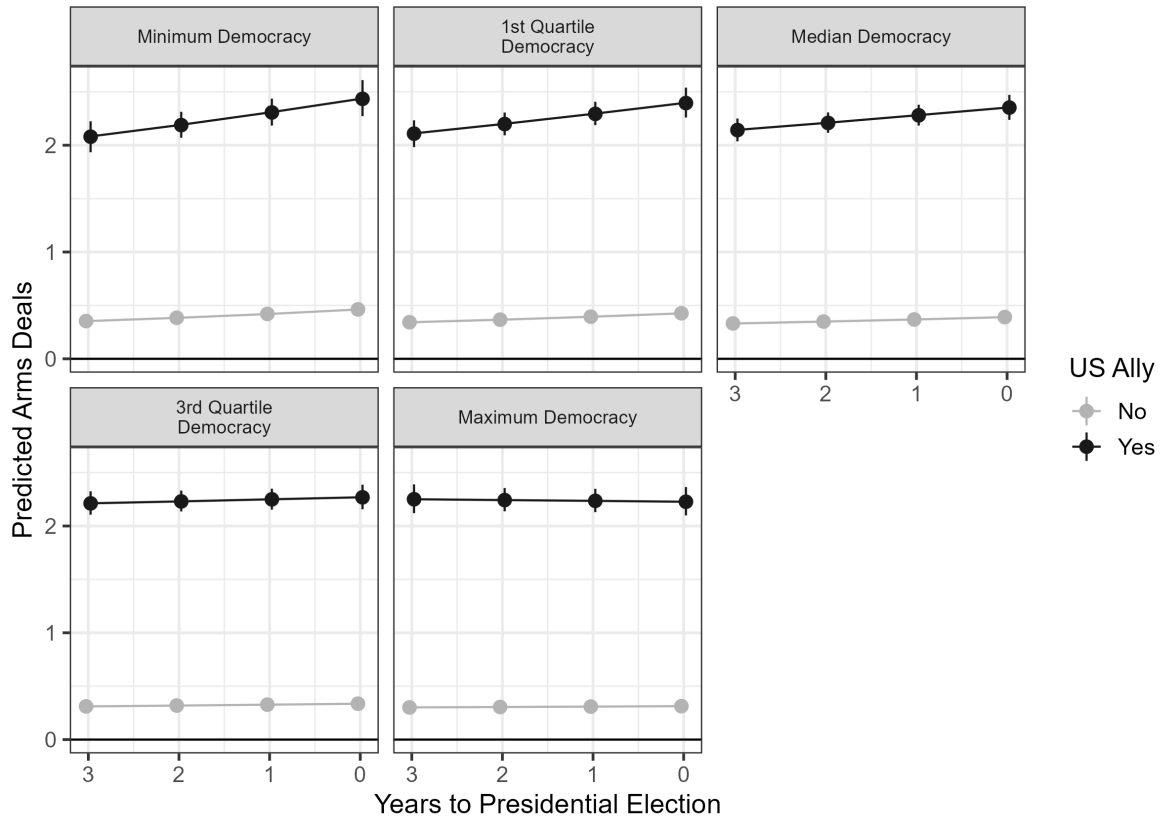 Minimum Democracy
1st Quartile
Democracy
Median Democracy
2
1
0
3 2 1 0
3rd Quartile
Democracy
Maximum Democracy
2
1
0
3 2 1 0
3 2 1 0
Years to Presidential Election
Predicted Arms Deals
US Ally
No
Yes